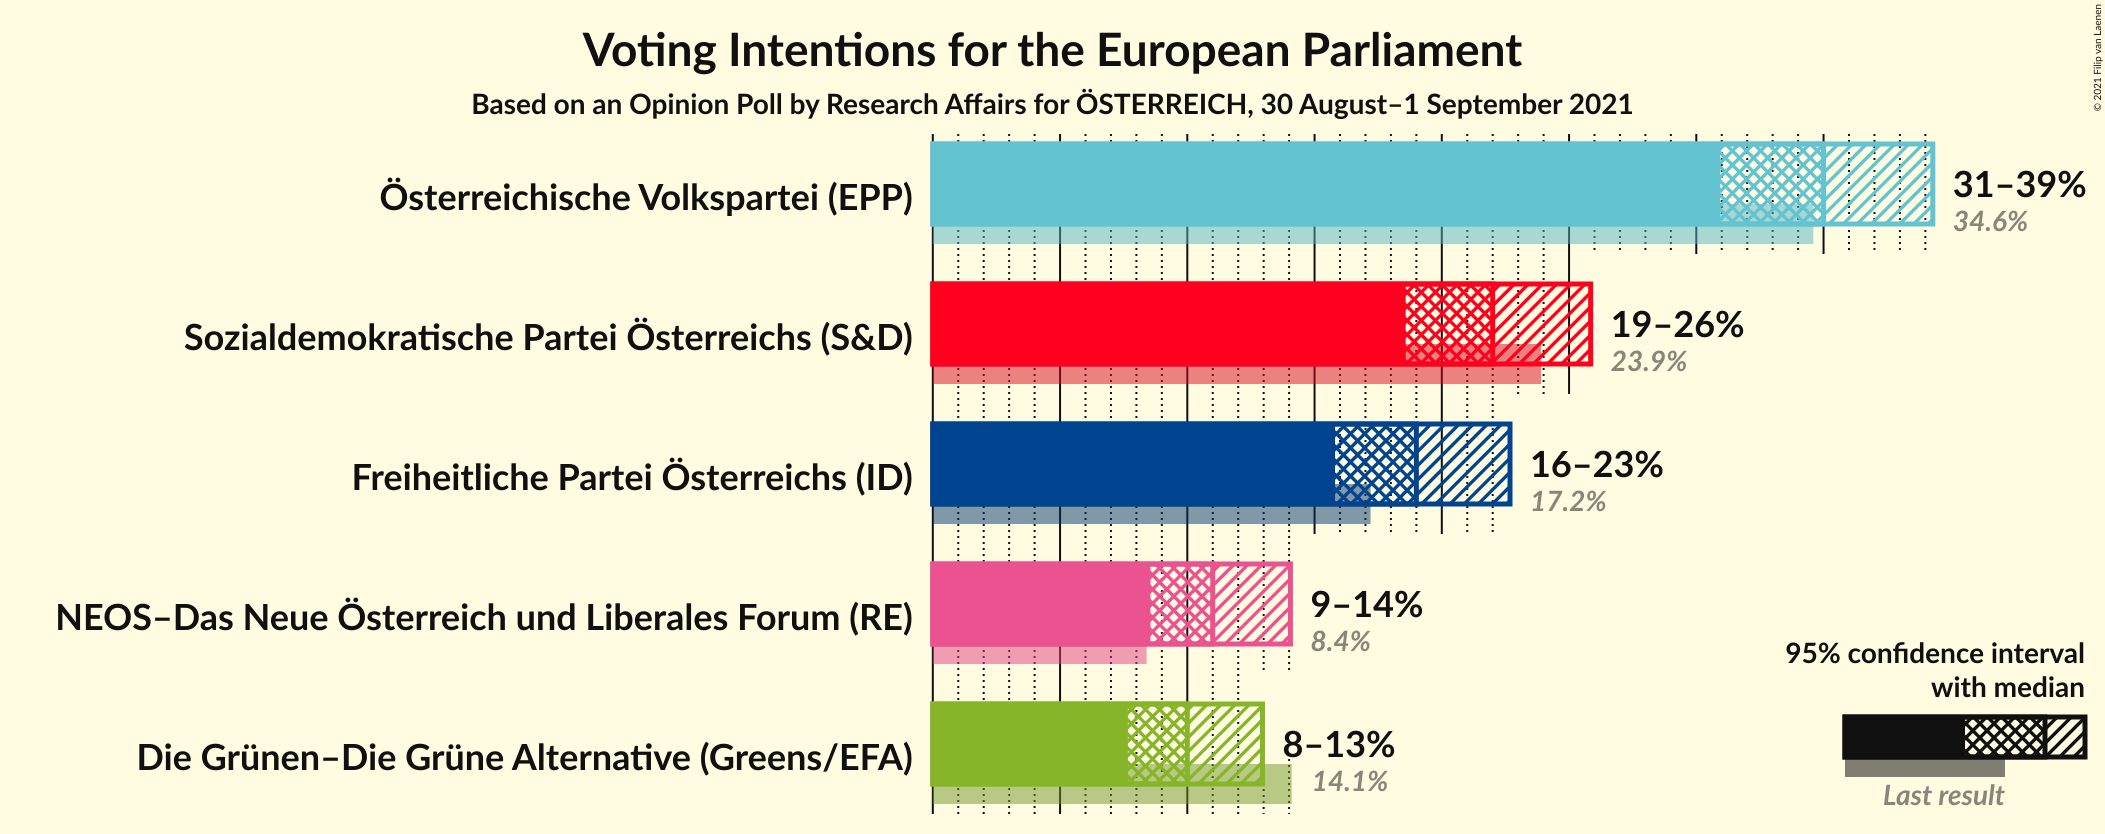 Voting Intentions for the European Parliament
Based on an Opinion Poll by Research Affairs for ÖSTERREICH, 30 August–1 September 2021
© 2021 Filip van Laenen
Österreichische Volkspartei (EPP)
31–39%
34.6%
Sozialdemokratische Partei Österreichs (S&D)
19–26%
23.9%
Freiheitliche Partei Österreichs (ID)
16–23%
17.2%
NEOS–Das Neue Österreich und Liberales Forum (RE)
9–14%
8.4%
Die Grünen–Die Grüne Alternative (Greens/EFA)
8–13%
14.1%
95% confidence interval
with median
Last result